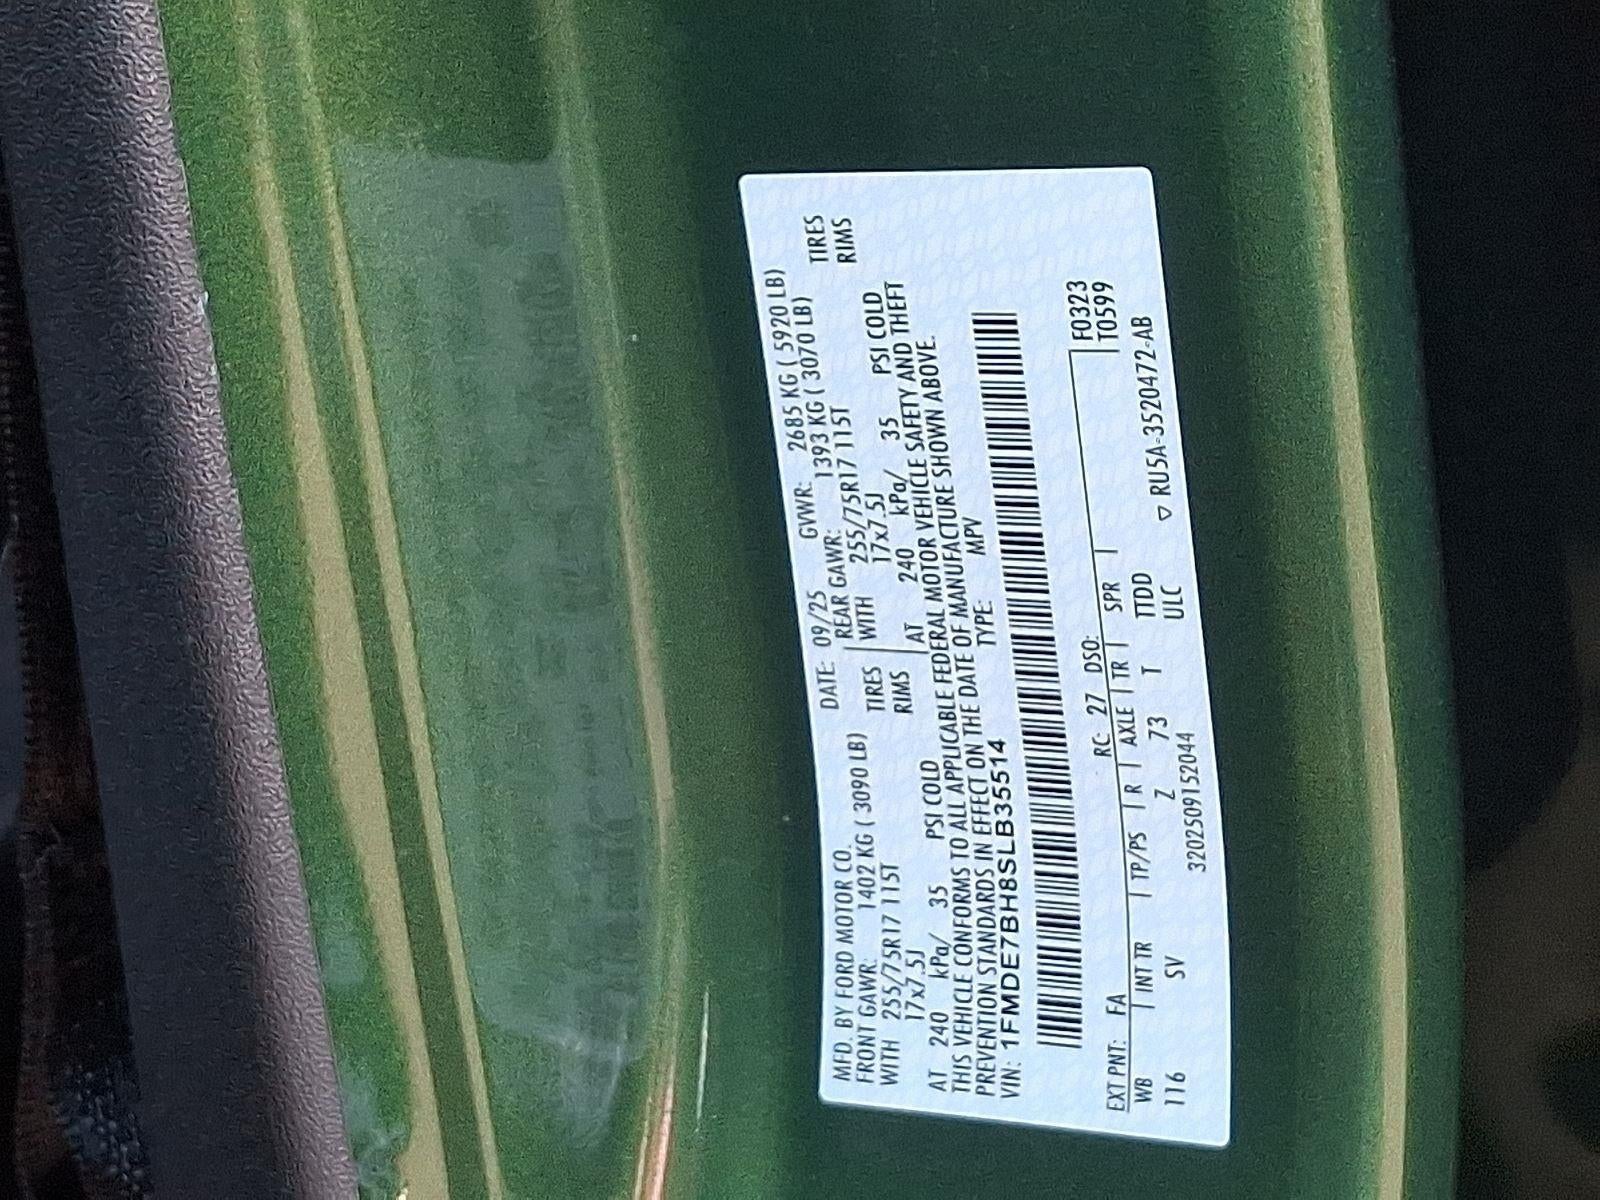 MFD. BY FORD MOTOR CO. DATE: 09/25 GVWR: 2685 KG ( 5920 LB)
FRONT GAWR: 1402 KG ( 3090 LB) REAR GAWR: 1393 KG ( 3070 LB)
WITH 255/75R17 115T TIRES WITH 255/75R17 115T TIRES
17x7.5J RIMS 17x7.5J RIMS
AT 240 kPa/ 35 PSI COLD AT 240 kPa/ 35 PSI COLD
THIS VEHICLE CONFORMS TO ALL APPLICABLE FEDERAL MOTOR VEHICLE SAFETY AND THEFT
PREVENTION STANDARDS IN EFFECT ON THE DATE OF MANUFACTURE SHOWN ABOVE.
VIN: 1FMDE7BH8SLB35514 TYPE: MPV
EXT PNT: FA RC: 27 DSO: F0323
WB INT TR TP/PS R AXLE TR SPR T0599
116 SV Z 73 T TTDD
3202509152044 ULC ▽ RU5A-3520472-AB